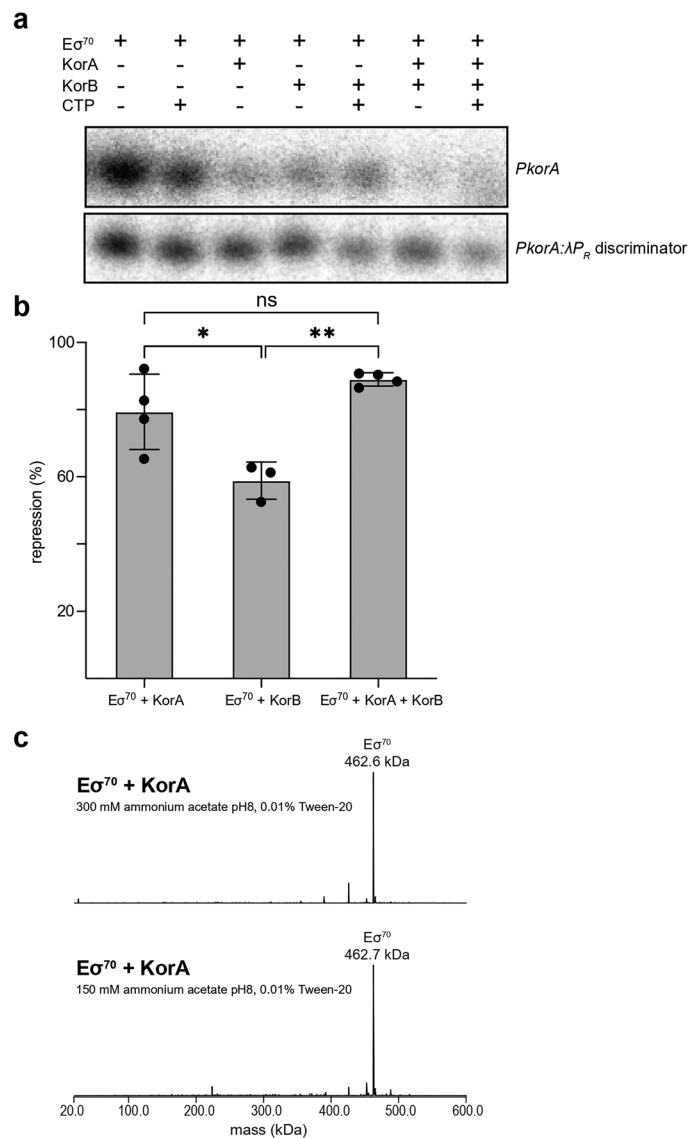 a
Eσ⁷⁰ + + + + + + +
KorA - - + - - + +
KorB - - - + + + +
CTP - + - - + - +
PkorA
PkorA:λP_R discriminator
b
ns
* **
100
60
20
repression (%)
Eσ⁷⁰ + KorA Eσ⁷⁰ + KorB Eσ⁷⁰ + KorA + KorB
c
Eσ⁷⁰
462.6 kDa
Eσ⁷⁰ + KorA
300 mM ammonium acetate pH8, 0.01% Tween-20
Eσ⁷⁰
462.7 kDa
Eσ⁷⁰ + KorA
150 mM ammonium acetate pH8, 0.01% Tween-20
20.0 100.0 200.0 300.0 400.0 500.0 600.0
mass (kDa)